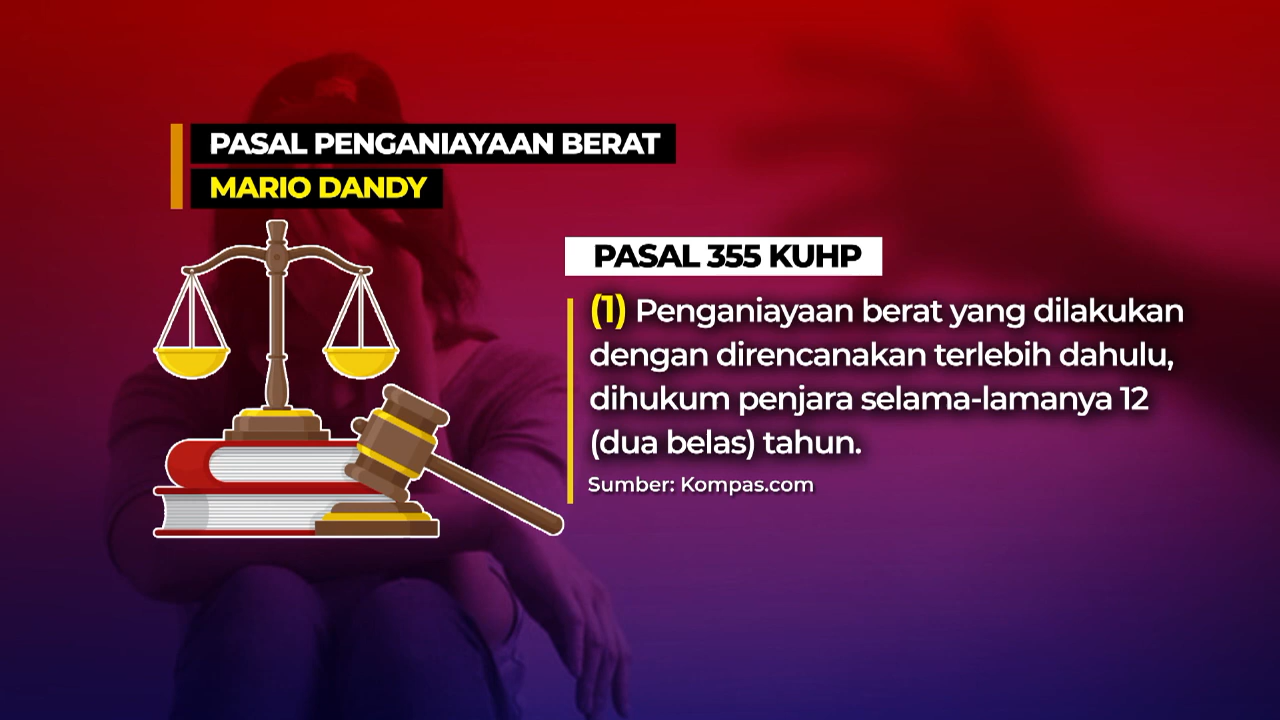 PASAL PENGANIAYAAN BERAT
MARIO DANDY
PASAL 355 KUHP
(1) Penganiayaan berat yang dilakukan
dengan direncanakan terlebih dahulu,
dihukum penjara selama-lamanya 12
(dua belas) tahun.
Sumber: Kompas.com